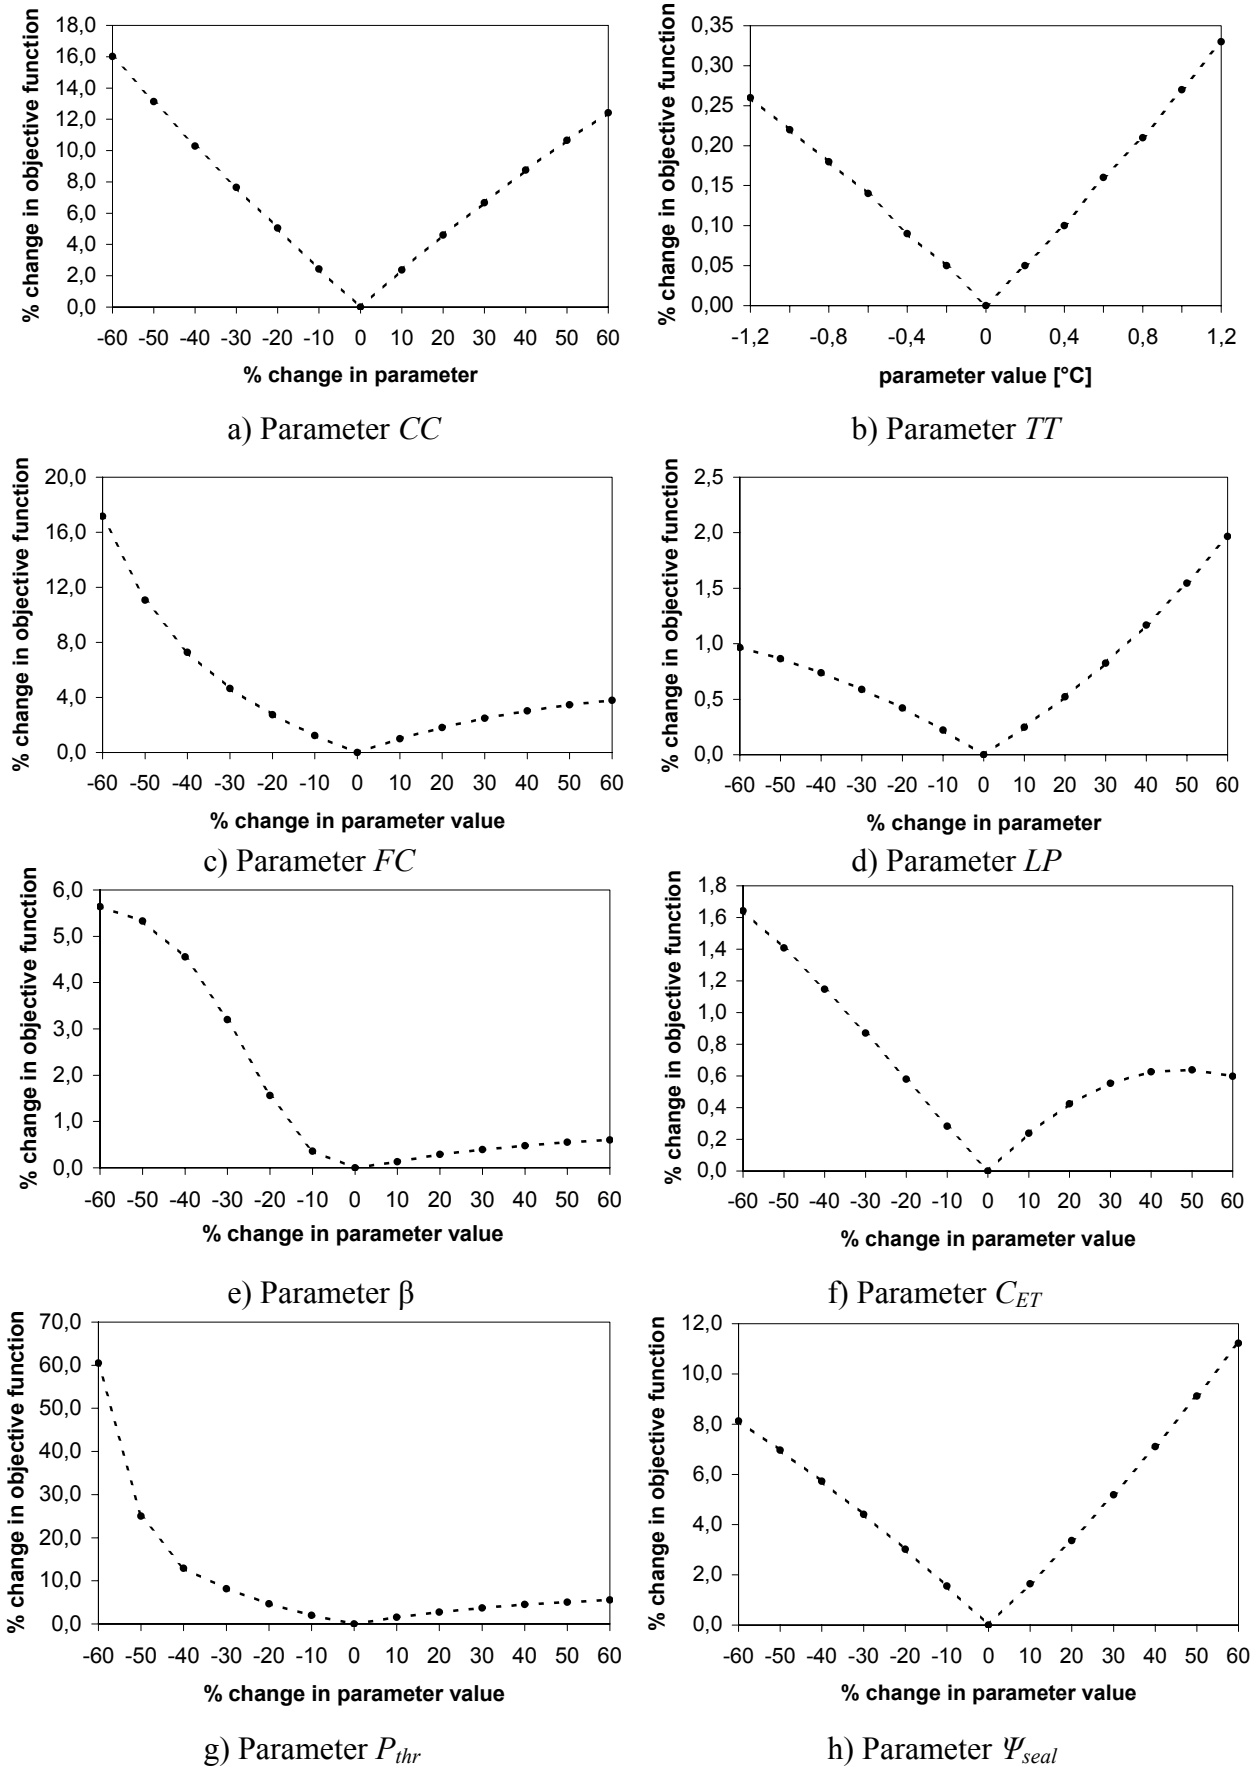 % change in objective function
18,0
16,0
14,0
12,0
10,0
8,0
6,0
4,0
2,0
0,0
-60 -50 -40 -30 -20 -10 0 10 20 30 40 50 60
% change in parameter
a) Parameter CC
% change in objective function
0,35
0,30
0,25
0,20
0,15
0,10
0,05
0,00
-1,2 -0,8 -0,4 0 0,4 0,8 1,2
parameter value [°C]
b) Parameter TT
% change in objective function
20,0
16,0
12,0
8,0
4,0
0,0
-60 -50 -40 -30 -20 -10 0 10 20 30 40 50 60
% change in parameter value
c) Parameter FC
% change in objective function
2,5
2,0
1,5
1,0
0,5
0,0
-60 -50 -40 -30 -20 -10 0 10 20 30 40 50 60
% change in parameter
d) Parameter LP
% change in objective function
6,0
5,0
4,0
3,0
2,0
1,0
0,0
-60 -50 -40 -30 -20 -10 0 10 20 30 40 50 60
% change in parameter value
e) Parameter β
% change in objective function
1,8
1,6
1,4
1,2
1,0
0,8
0,6
0,4
0,2
0,0
-60 -50 -40 -30 -20 -10 0 10 20 30 40 50 60
% change in parameter value
f) Parameter C_ET
% change in objective function
70,0
60,0
50,0
40,0
30,0
20,0
10,0
0,0
-60 -50 -40 -30 -20 -10 0 10 20 30 40 50 60
% change in parameter value
g) Parameter P_thr
% change in objective function
12,0
10,0
8,0
6,0
4,0
2,0
0,0
-60 -50 -40 -30 -20 -10 0 10 20 30 40 50 60
% change in parameter value
h) Parameter Ψ_seal